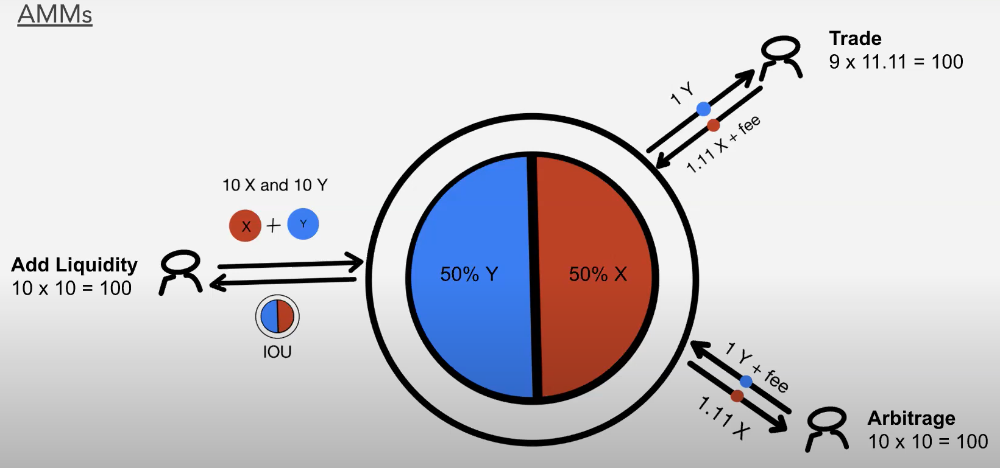 AMMs
Trade
9 x 11.11 = 100
1 Y
1.11 X + fee
10 X and 10 Y
X + Y
Add Liquidity
10 x 10 = 100
50% Y
50% X
IOU
1 Y + fee
1.11 X
Arbitrage
10 x 10 = 100